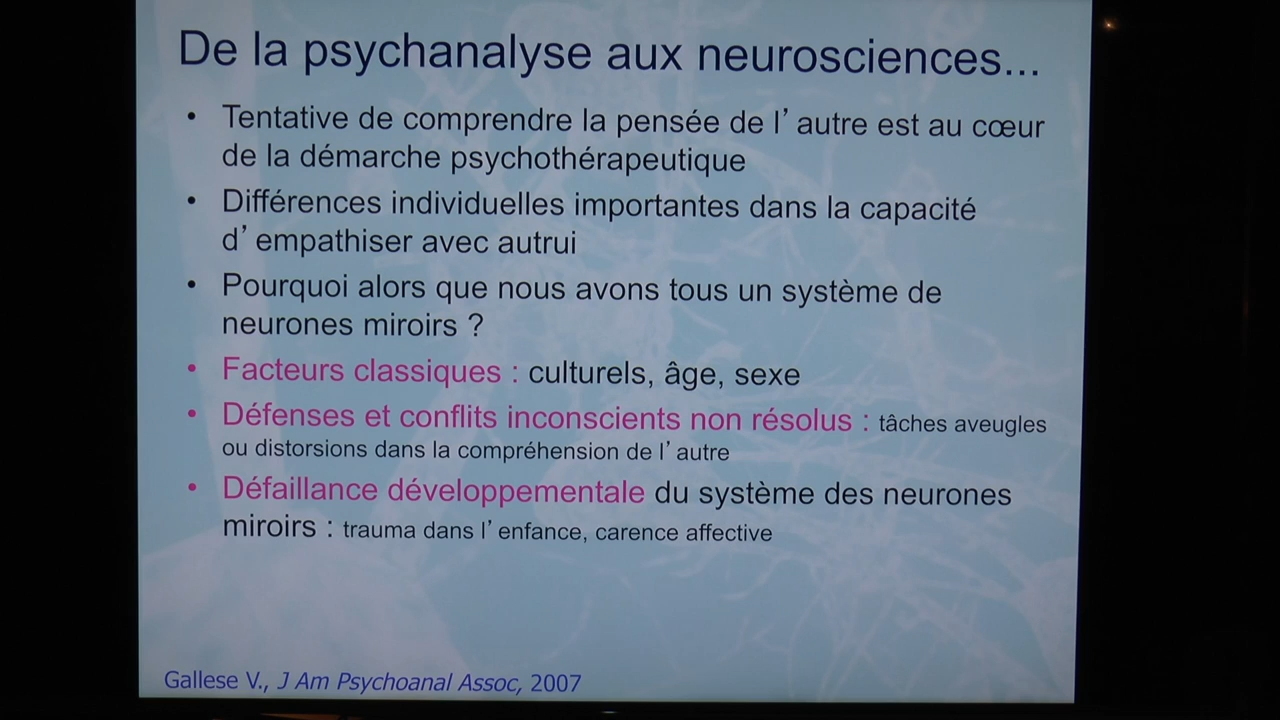 De la psychanalyse aux neurosciences...
• Tentative de comprendre la pensée de l’autre est au cœur
de la démarche psychothérapeutique
• Différences individuelles importantes dans la capacité
d’empathiser avec autrui
• Pourquoi alors que nous avons tous un système de
neurones miroirs ?
• Facteurs classiques : culturels, âge, sexe
• Défenses et conflits inconscients non résolus : tâches aveugles
ou distorsions dans la compréhension de l’autre
• Défaillance développementale du système des neurones
miroirs : trauma dans l’enfance, carence affective
Gallese V., J Am Psychoanal Assoc, 2007